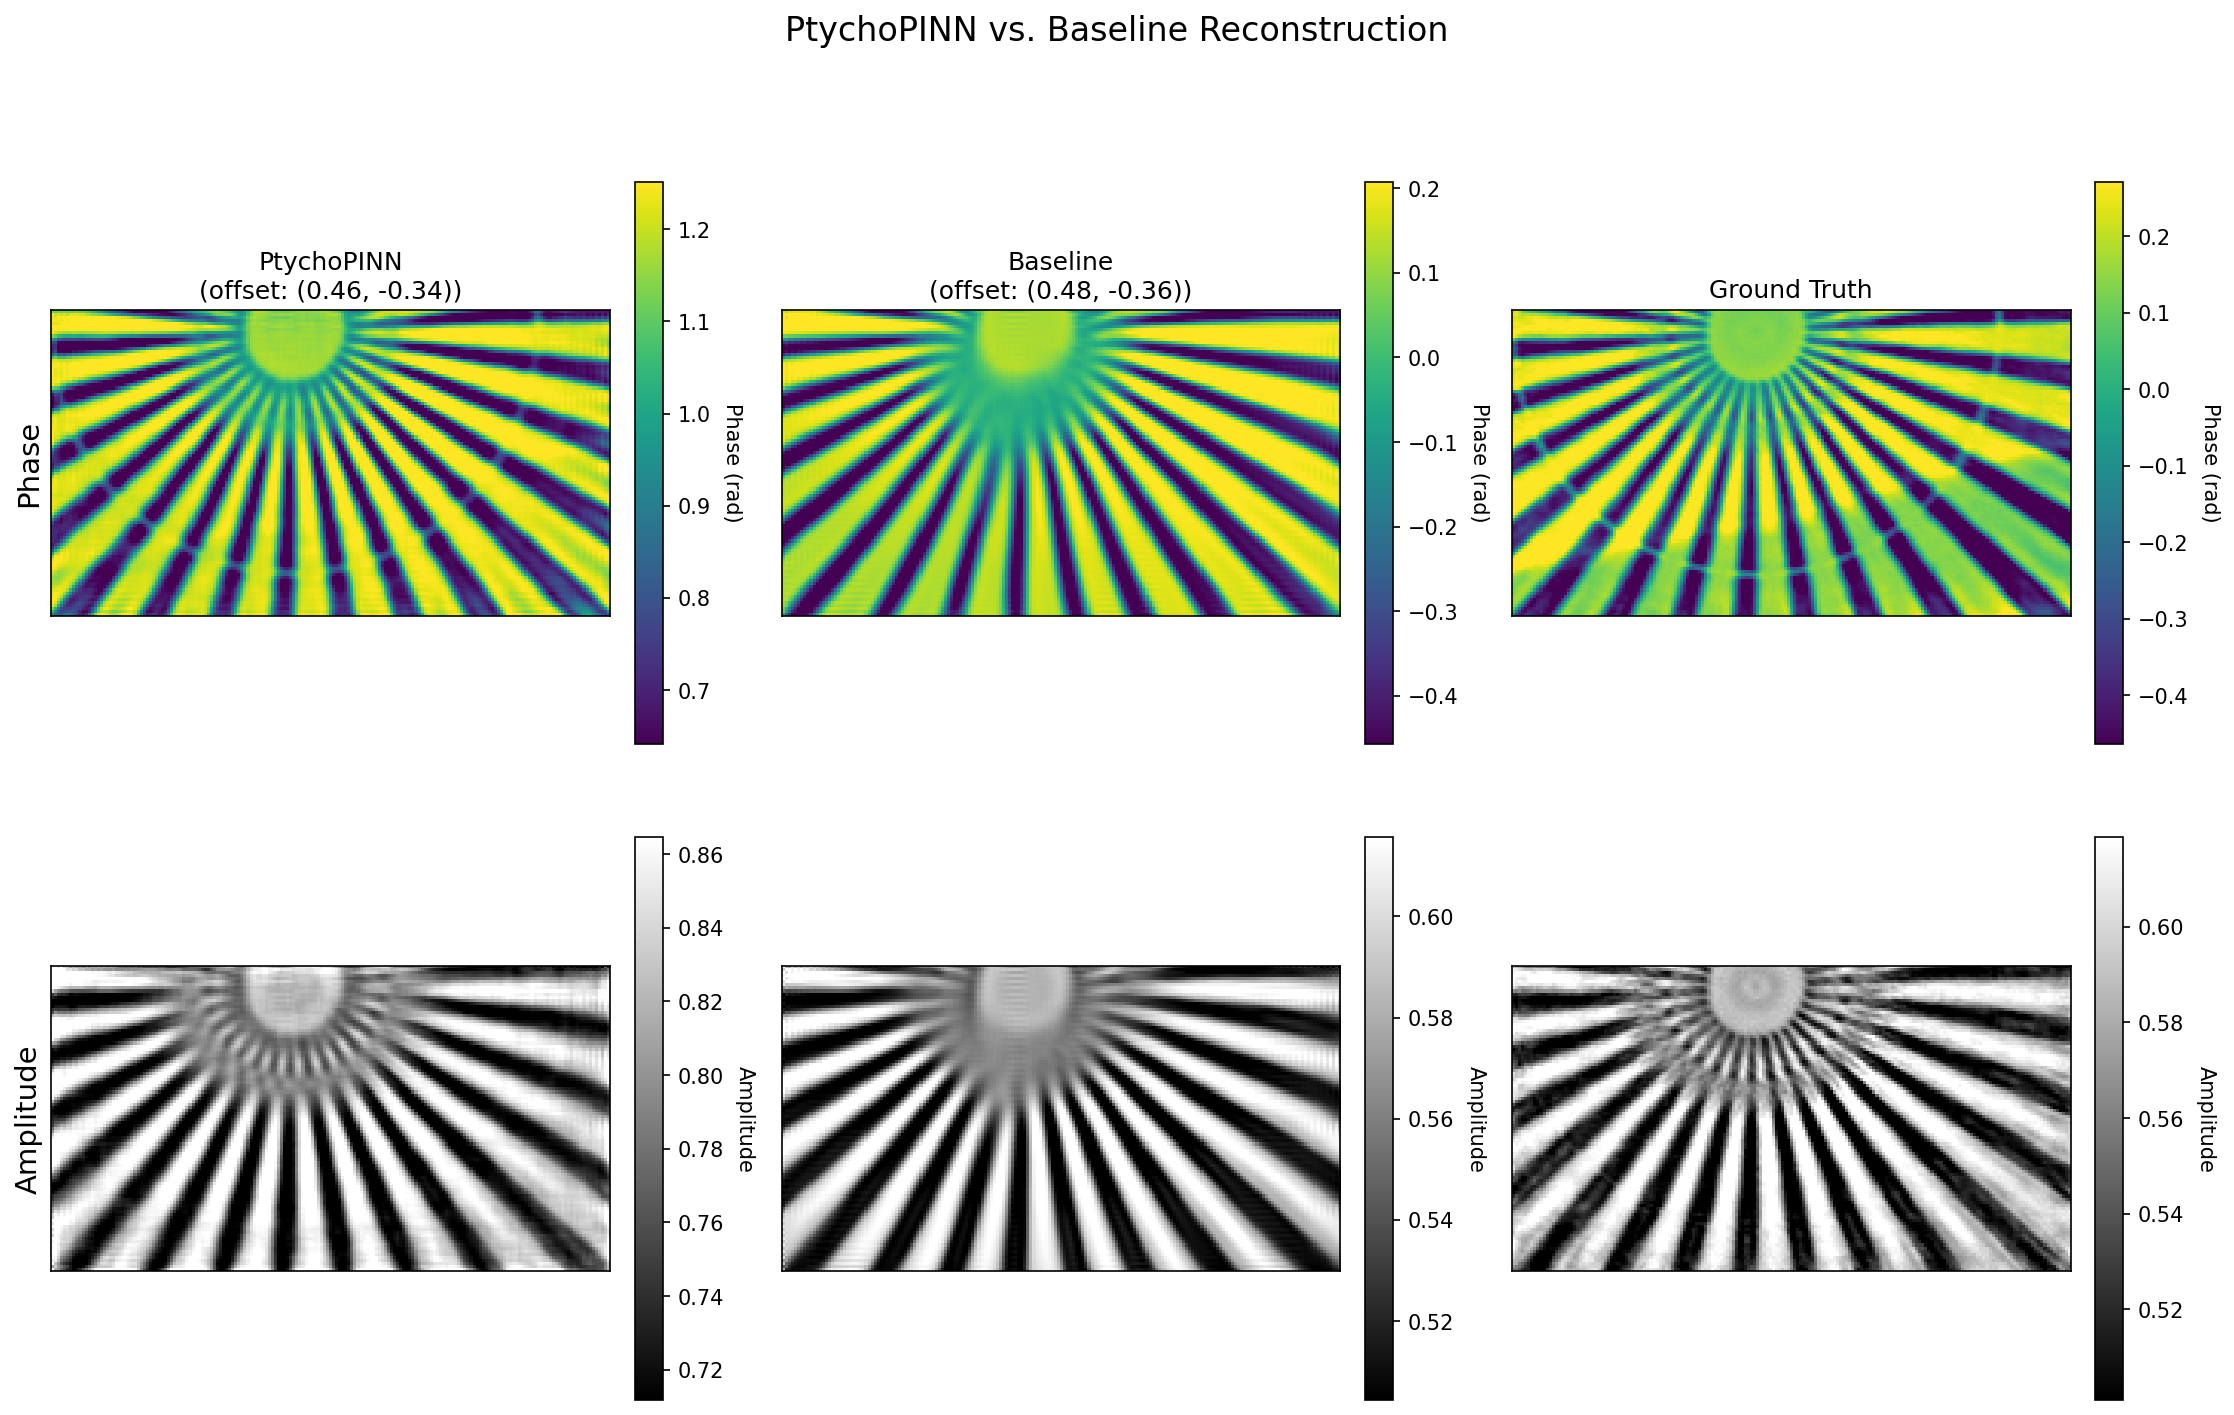 PtychoPINN vs. Baseline Reconstruction
PtychoPINN
(offset: (0.46, -0.34))
Baseline
(offset: (0.48, -0.36))
Ground Truth
Phase
1.2
1.1
1.0
0.9
0.8
0.7
Phase (rad)
0.2
0.1
0.0
−0.1
−0.2
−0.3
−0.4
Phase (rad)
0.2
0.1
0.0
−0.1
−0.2
−0.3
−0.4
Phase (rad)
Amplitude
0.86
0.84
0.82
0.80
0.78
0.76
0.74
0.72
Amplitude
0.60
0.58
0.56
0.54
0.52
Amplitude
0.60
0.58
0.56
0.54
0.52
Amplitude